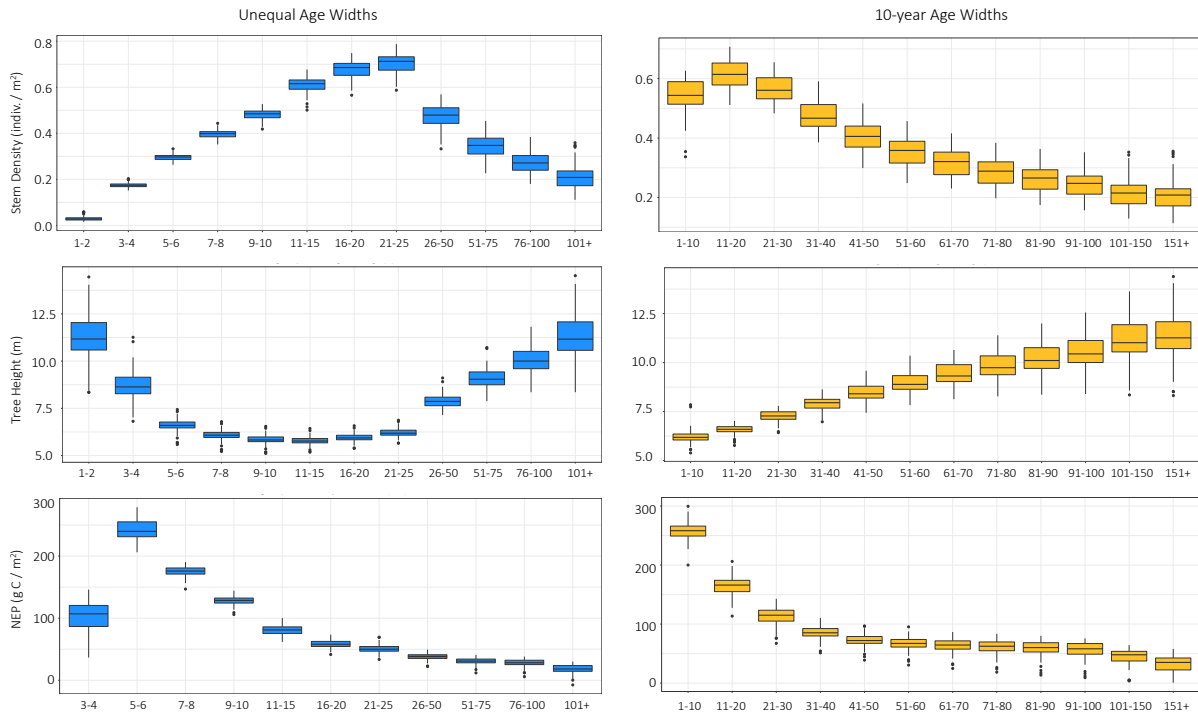 Unequal Age Widths
10-year Age Widths
Stem Density (indiv. / m²)
0.8
0.6
0.4
0.2
0.0
1-2 3-4 5-6 7-8 9-10 11-15 16-20 21-25 26-50 51-75 76-100 101+
0.6
0.4
0.2
1-10 11-20 21-30 31-40 41-50 51-60 61-70 71-80 81-90 91-100 101-150 151+
Tree Height (m)
12.5
10.0
7.5
5.0
1-2 3-4 5-6 7-8 9-10 11-15 16-20 21-25 26-50 51-75 76-100 101+
12.5
10.0
7.5
5.0
1-10 11-20 21-30 31-40 41-50 51-60 61-70 71-80 81-90 91-100 101-150 151+
NEP (g C / m²)
300
200
100
0
3-4 5-6 7-8 9-10 11-15 16-20 21-25 26-50 51-75 76-100 101+
300
200
100
0
1-10 11-20 21-30 31-40 41-50 51-60 61-70 71-80 81-90 91-100 101-150 151+